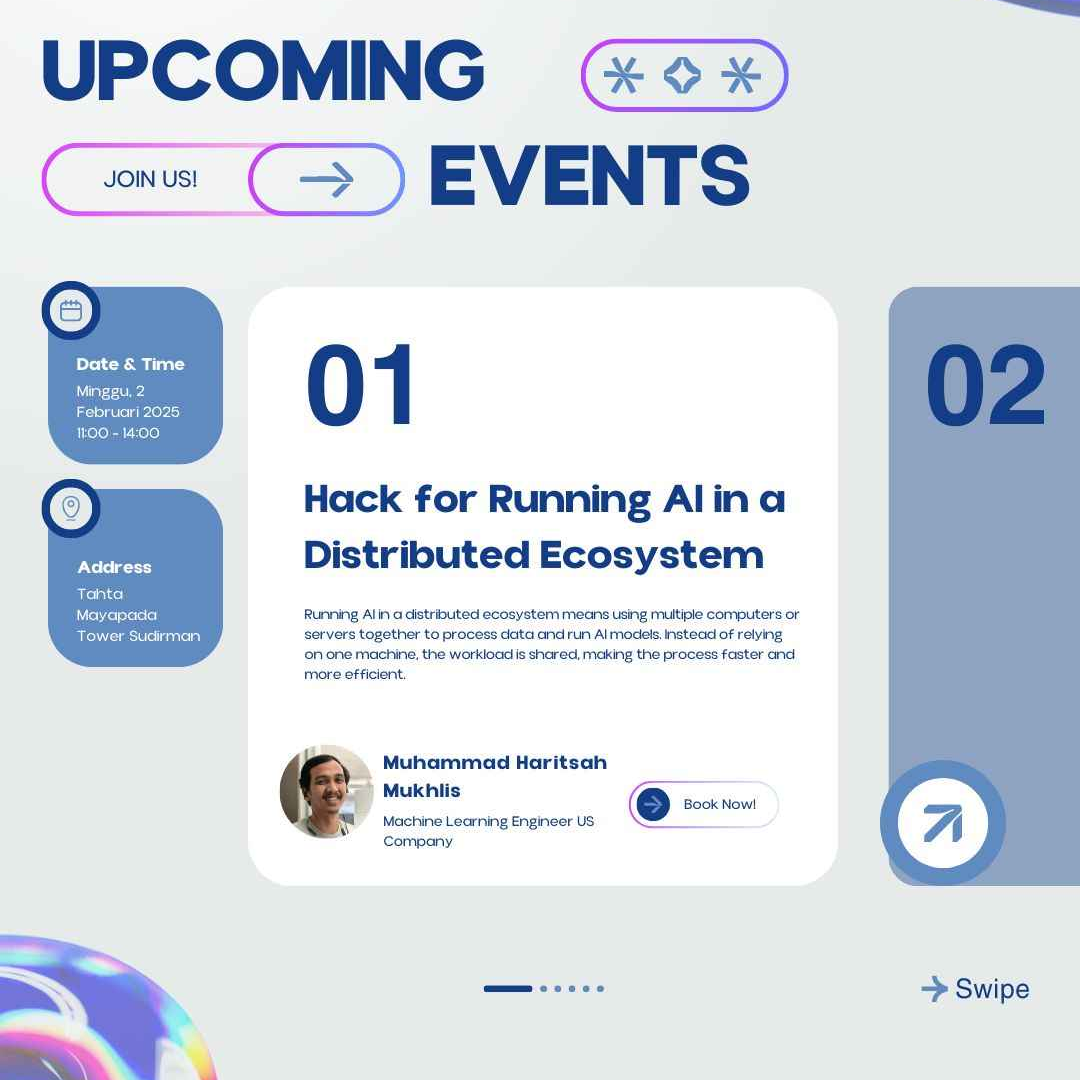 UPCOMING
JOIN US!
EVENTS
Date & Time
Minggu, 2
Februari 2025
11:00 - 14:00
Address
Tahta
Mayapada
Tower Sudirman
01
Hack for Running AI in a
Distributed Ecosystem
Running AI in a distributed ecosystem means using multiple computers or
servers together to process data and run AI models. Instead of relying
on one machine, the workload is shared, making the process faster and
more efficient.
Muhammad Haritsah
Mukhlis
Machine Learning Engineer US
Company
Book Now!
02
Swipe